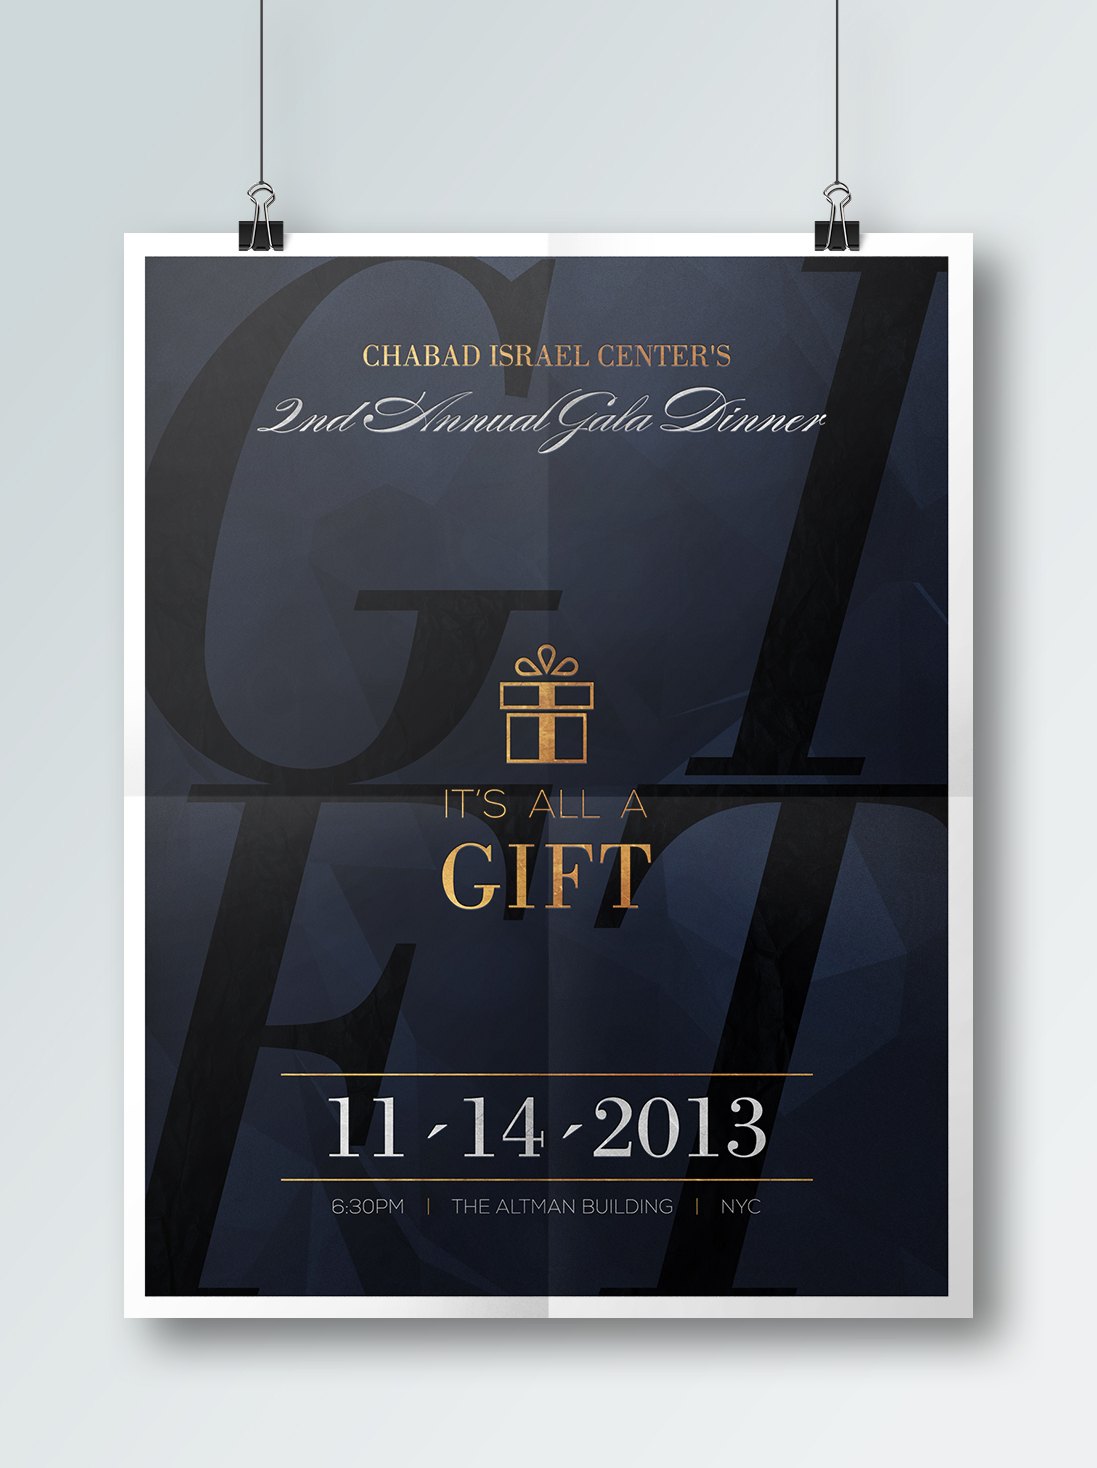 G I
F T
CHABAD ISRAEL CENTER'S
2nd Annual Gala Dinner
IT'S ALL A
GIFT
11-14-2013
6:30PM | THE ALTMAN BUILDING | NYC